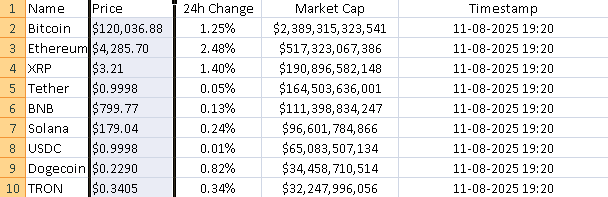 1 Name Price 24h Change Market Cap Timestamp
2 Bitcoin $120,036.88 1.25% $2,389,315,323,541 11-08-2025 19:20
3 Ethereum $4,285.70 2.48% $517,323,067,386 11-08-2025 19:20
4 XRP $3.21 1.40% $190,896,582,148 11-08-2025 19:20
5 Tether $0.9998 0.05% $164,503,636,001 11-08-2025 19:20
6 BNB $799.77 0.13% $111,398,834,247 11-08-2025 19:20
7 Solana $179.04 0.24% $96,601,784,866 11-08-2025 19:20
8 USDC $0.9998 0.01% $65,083,507,134 11-08-2025 19:20
9 Dogecoin $0.2290 0.82% $34,458,710,514 11-08-2025 19:20
10 TRON $0.3405 0.34% $32,247,996,056 11-08-2025 19:20